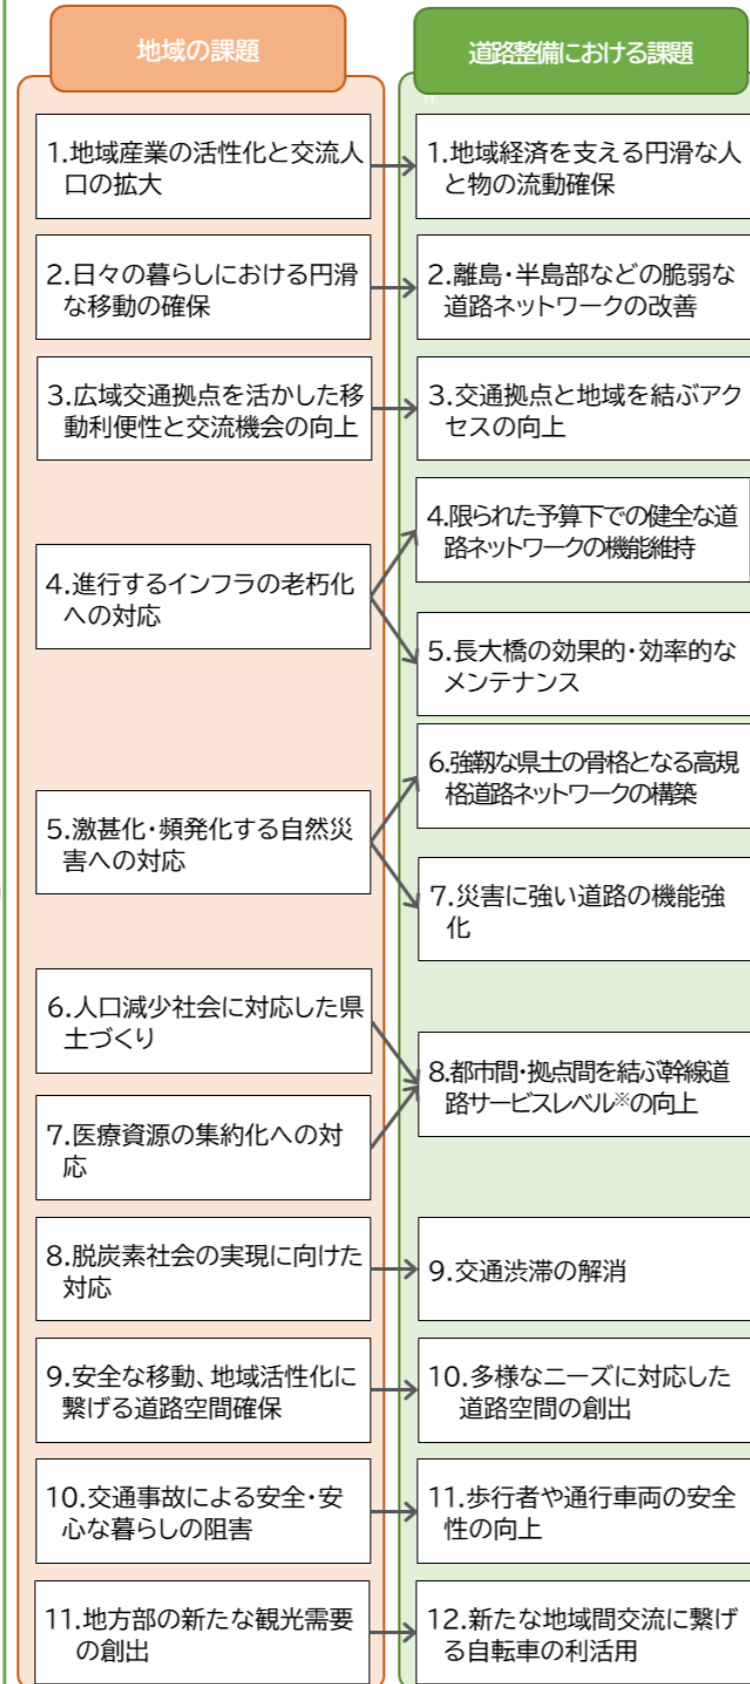 地域の課題
1.地域産業の活性化と交流人
口の拡大
2.日々の暮らしにおける円滑
な移動の確保
3.広域交通拠点を活かした移
動利便性と交流機会の向上
4.進行するインフラの老朽化
への対応
5.激甚化・頻発化する自然災
害への対応
6.人口減少社会に対応した県
土づくり
7.医療資源の集約化への対
応
8.脱炭素社会の実現に向けた
対応
9.安全な移動、地域活性化に
繋げる道路空間確保
10.交通事故による安全・安
心な暮らしの阻害
11.地方部の新たな観光需要
の創出
道路整備における課題
1.地域経済を支える円滑な人
と物の流動確保
2.離島・半島部などの脆弱な
道路ネットワークの改善
3.交通拠点と地域を結ぶアク
セスの向上
4.限られた予算下での健全な道
路ネットワークの機能維持
5.長大橋の効果的・効率的な
メンテナンス
6.強靱な県土の骨格となる高規
格道路ネットワークの構築
7.災害に強い道路の機能強
化
8.都市間・拠点間を結ぶ幹線道
路サービスレベル※の向上
9.交通渋滞の解消
10.多様なニーズに対応した
道路空間の創出
11.歩行者や通行車両の安全
性の向上
12.新たな地域間交流に繋げ
る自転車の利活用